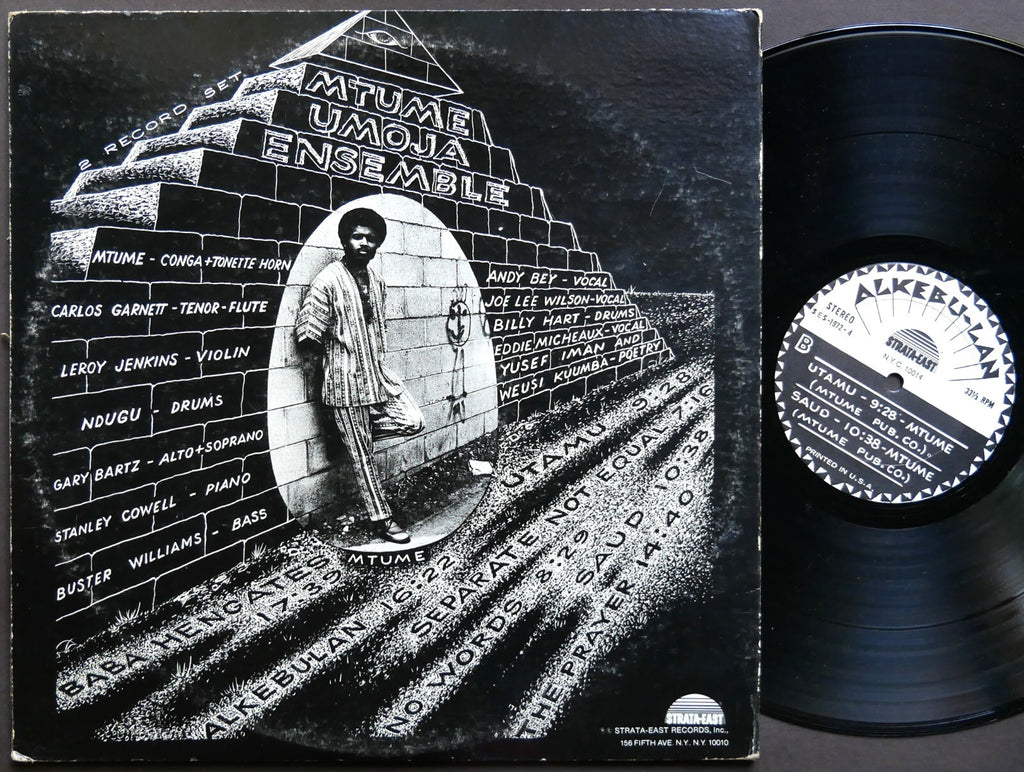 2 RECORD SET
MTUME
UMOJA
ENSEMBLE
MTUME - CONGA + TONETTE HORN
CARLOS GARNETT - TENOR - FLUTE
LEROY JENKINS - VIOLIN
NDUGU - DRUMS
GARY BARTZ - ALTO + SOPRANO
STANLEY COWELL - PIANO
BUSTER WILLIAMS - BASS
ANDY BEY - VOCAL
JOE LEE WILSON - VOCAL
BILLY HART - DRUMS
EDDIE MICHEAUX - VOCAL
YUSEF IMAN AND
WEUSI KUUMBA - POETRY
MTUME
BABA HENGATES
17:35
ALKEBULAN 16:22
UTAMU 9:28
SEPARATE NOT EQUAL 7:16
NO WORDS 8:29
SAUD 10:38
THE PRAYER 14:40
STRATA-EAST
STRATA-EAST RECORDS, Inc.,
156 FIFTH AVE. N.Y. N.Y. 10010
ALKEBU-LAN
STEREO
SES-1972-4
STRATA-EAST
N.Y.C. 10014
33⅓ RPM
B
UTAMU - 9:28 - MTUME
(MTUME PUB. CO.)
SAUD - 10:38 - MTUME
(MTUME PUB. CO.)
PRINTED IN U.S.A.